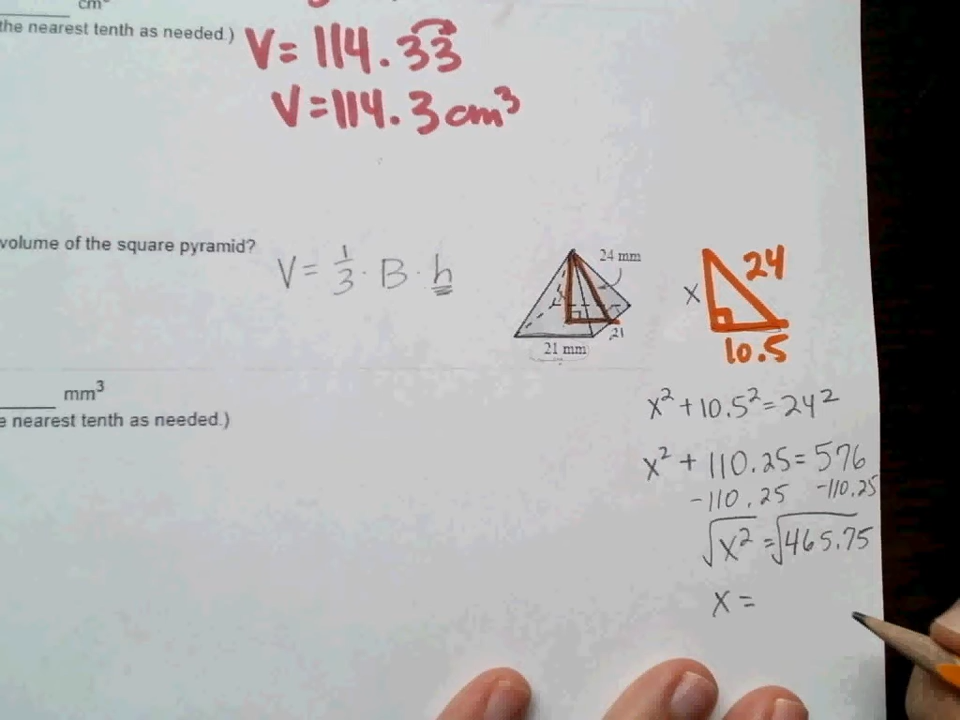 cm
the nearest tenth as needed.)
V = 114.33
V = 114.3 cm³
volume of the square pyramid?
V = 1/3 · B · h
24 mm
21
21 mm
24
x
10.5
mm³
e nearest tenth as needed.)
x² + 10.5² = 24²
x² + 110.25 = 576
-110.25 -110.25
√x² = √465.75
x =